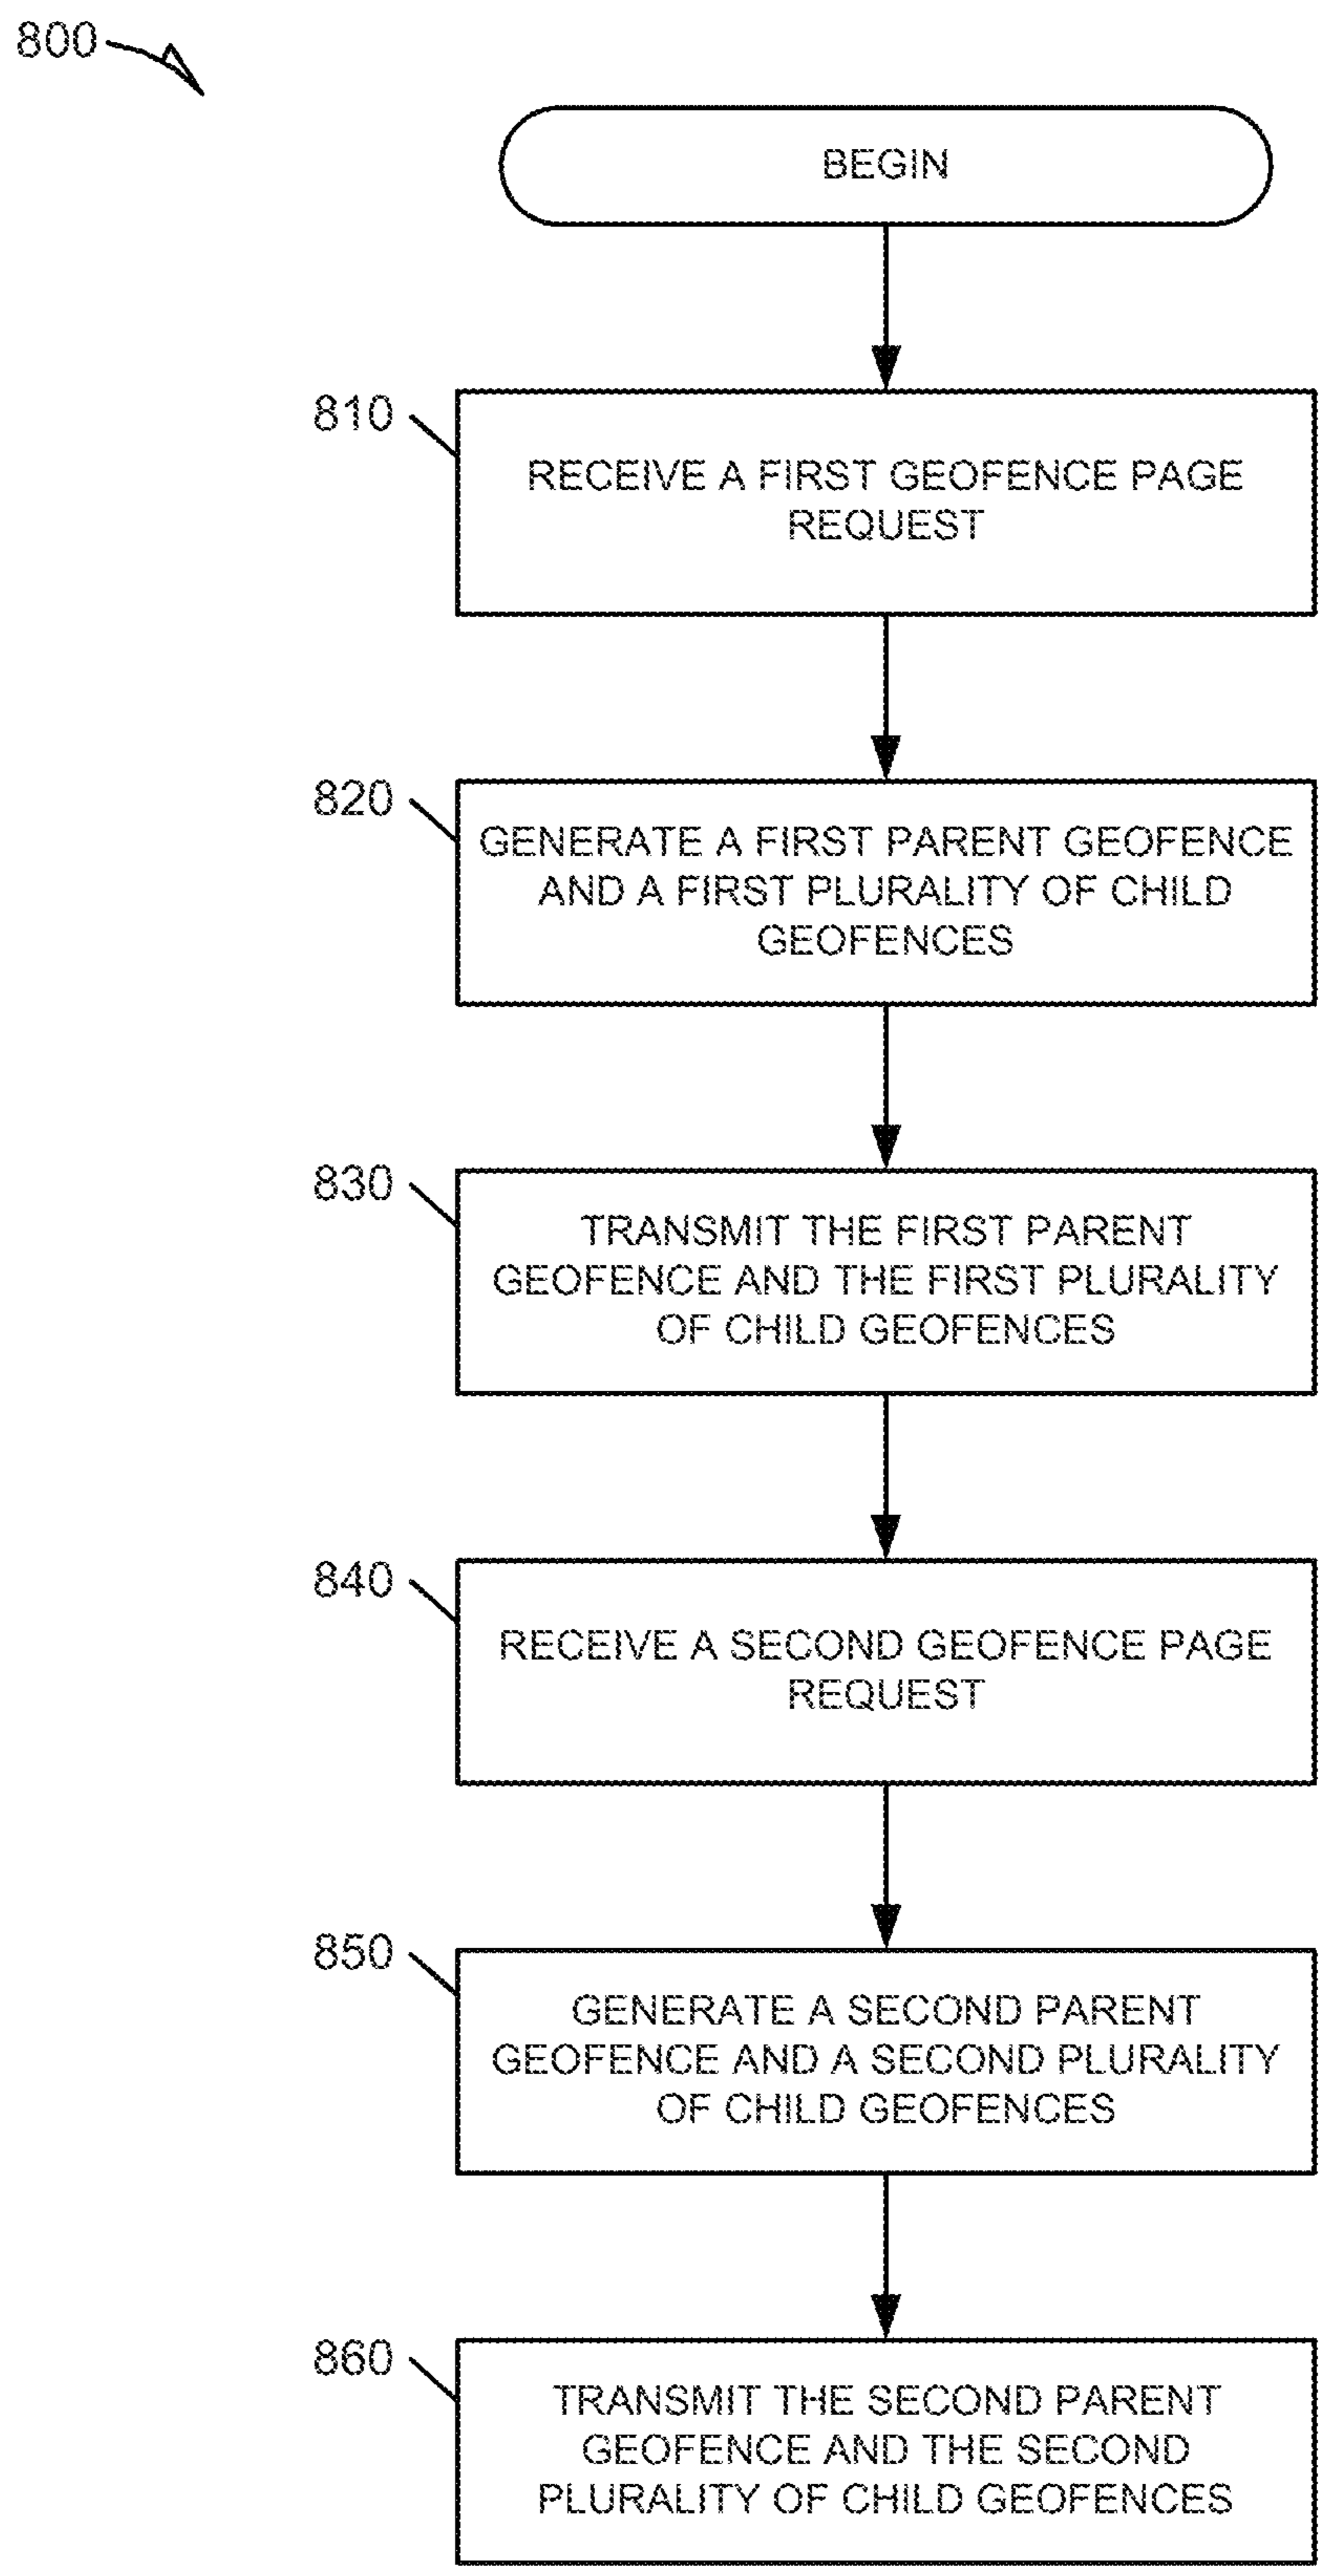 800
BEGIN
810
RECEIVE A FIRST GEOFENCE PAGE
REQUEST
820
GENERATE A FIRST PARENT GEOFENCE
AND A FIRST PLURALITY OF CHILD
GEOFENCES
830
TRANSMIT THE FIRST PARENT
GEOFENCE AND THE FIRST PLURALITY
OF CHILD GEOFENCES
840
RECEIVE A SECOND GEOFENCE PAGE
REQUEST
850
GENERATE A SECOND PARENT
GEOFENCE AND A SECOND PLURALITY
OF CHILD GEOFENCES
860
TRANSMIT THE SECOND PARENT
GEOFENCE AND THE SECOND
PLURALITY OF CHILD GEOFENCES